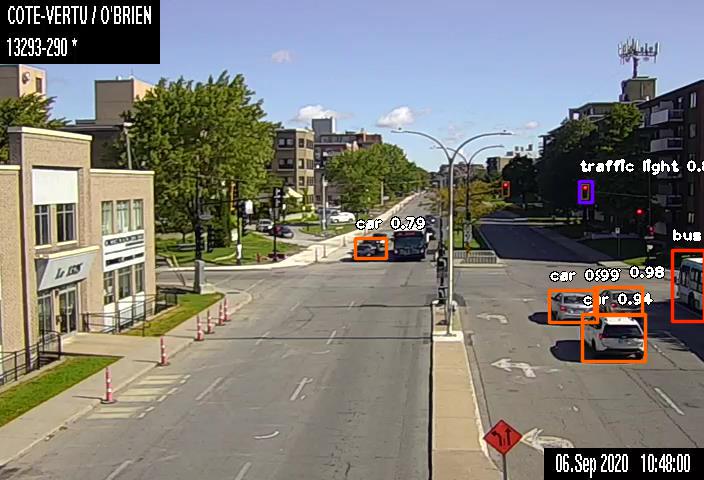 COTE-VERTU / O'BRIEN
13293-290 *
traffic light 0.8
car 0.79
bus
car 0.99
0.98
car 0.94
06.Sep 2020 10:48:00